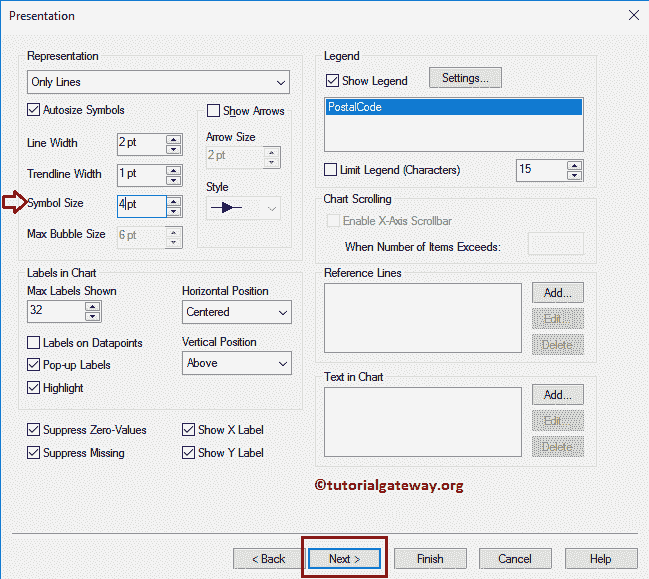 Presentation
Representation
Only Lines
Autosize Symbols
Show Arrows
Line Width
2 pt
Arrow Size
2 pt
Trendline Width
1 pt
Style
Symbol Size
4 pt
Max Bubble Size
6 pt
Labels in Chart
Max Labels Shown
32
Horizontal Position
Centered
Labels on Datapoints
Vertical Position
Pop-up Labels
Above
Highlight
Suppress Zero-Values
Show X Label
Suppress Missing
Show Y Label
Legend
Show Legend
Settings...
PostalCode
Limit Legend (Characters)
15
Chart Scrolling
Enable X-Axis Scrollbar
When Number of Items Exceeds:
Reference Lines
Add...
Edit...
Delete
Text in Chart
Add...
Edit...
Delete
©tutorialgateway.org
< Back
Next >
Finish
Cancel
Help